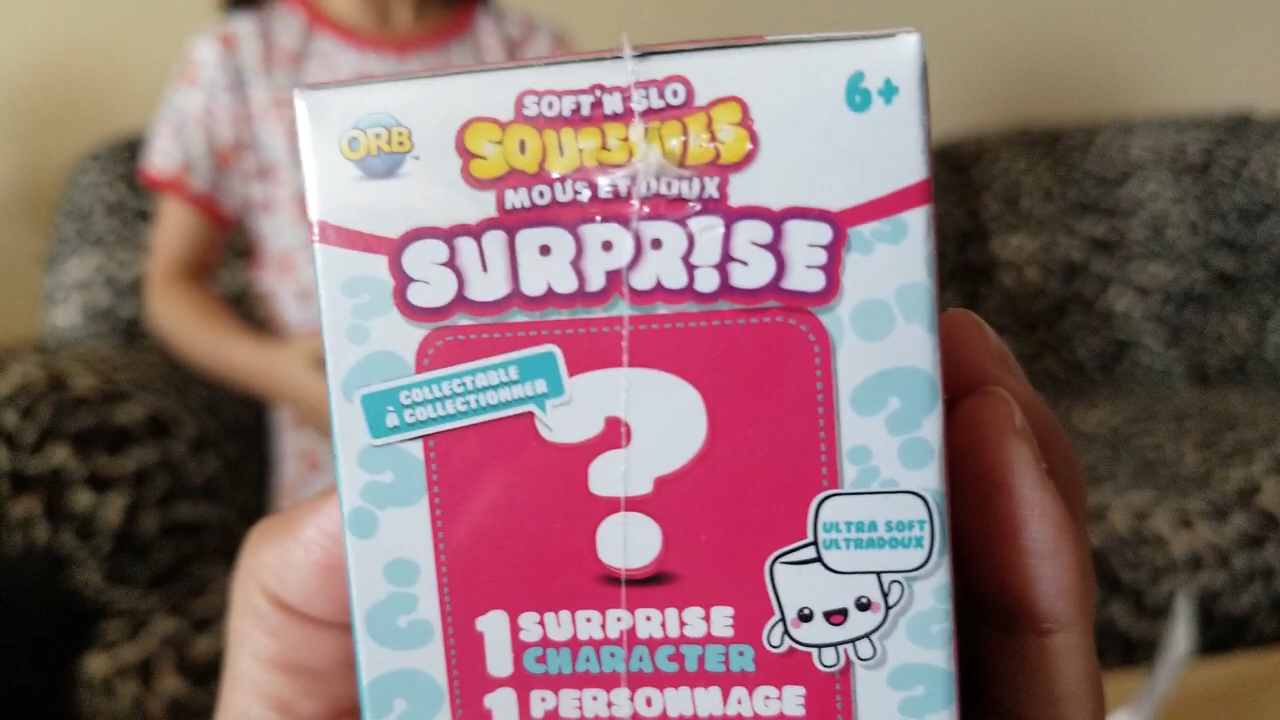 ORB
SOFT'N SLO
SQUISHIES
MOUS ET DOUX
SURPR!SE
6+
COLLECTABLE
À COLLECTIONNER
?
ULTRA SOFT
ULTRADOUX
1 SURPRISE
CHARACTER
1 PERSONNAGE